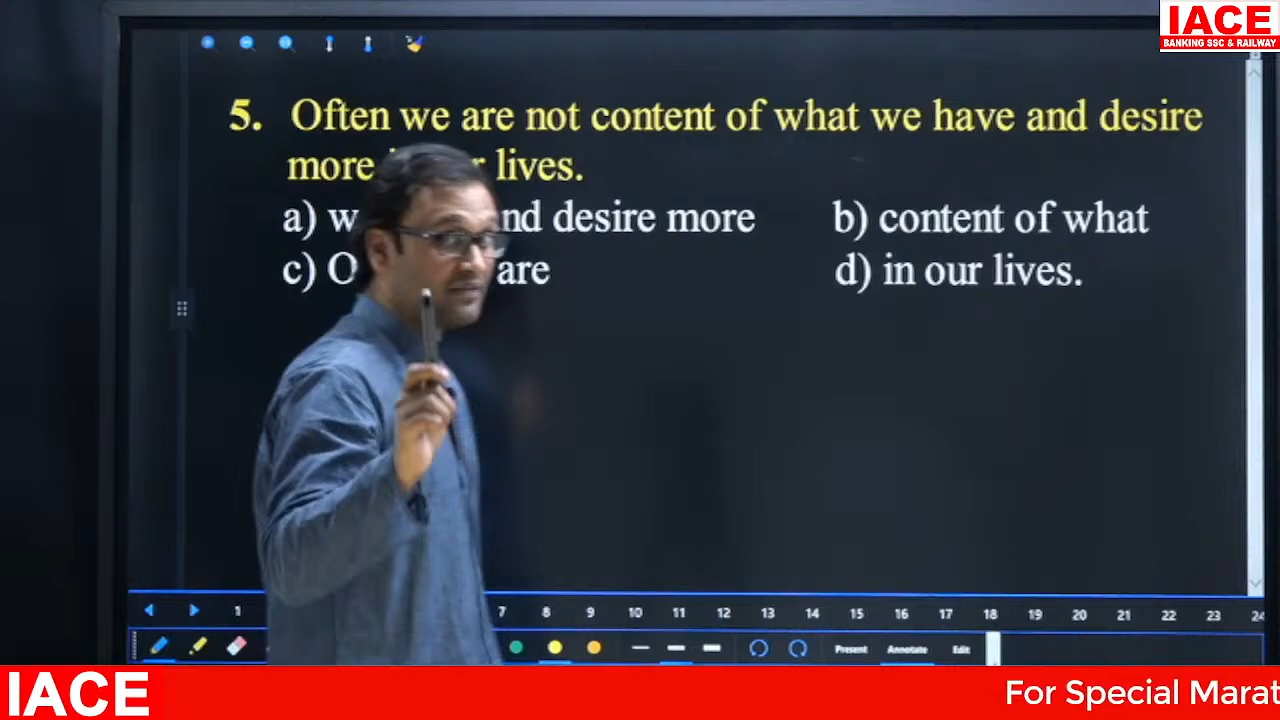 IACE
BANKING SSC & RAILWAY
5. Often we are not content of what we have and desire
more lives.
a) desire more
b) content of what
c) are
d) in our lives.
1 7 8 9 10 11 12 13 14 15 16 17 18 19 20 21 22 23 24
Present Annotate Edit
IACE
For Special Marat